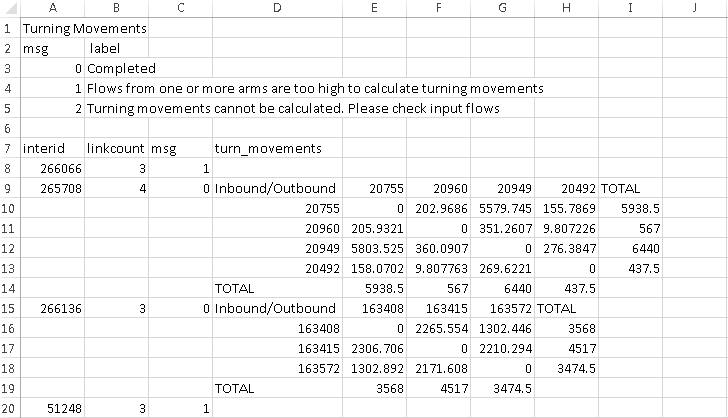 A B C D E F G H I J
1 Turning Movements
2 msg label
3 0 Completed
4 1 Flows from one or more arms are too high to calculate turning movements
5 2 Turning movements cannot be calculated. Please check input flows
6
7 interid linkcount msg turn_movements
8 266066 3 1
9 265708 4 0 Inbound/Outbound 20755 20960 20949 20492 TOTAL
10 20755 0 202.9686 5579.745 155.7869 5938.5
11 20960 205.9321 0 351.2607 9.807226 567
12 20949 5803.525 360.0907 0 276.3847 6440
13 20492 158.0702 9.807763 269.6221 0 437.5
14 TOTAL 5938.5 567 6440 437.5
15 266136 3 0 Inbound/Outbound 163408 163415 163572 TOTAL
16 163408 0 2265.554 1302.446 3568
17 163415 2306.706 0 2210.294 4517
18 163572 1302.892 2171.608 0 3474.5
19 TOTAL 3568 4517 3474.5
20 51248 3 1